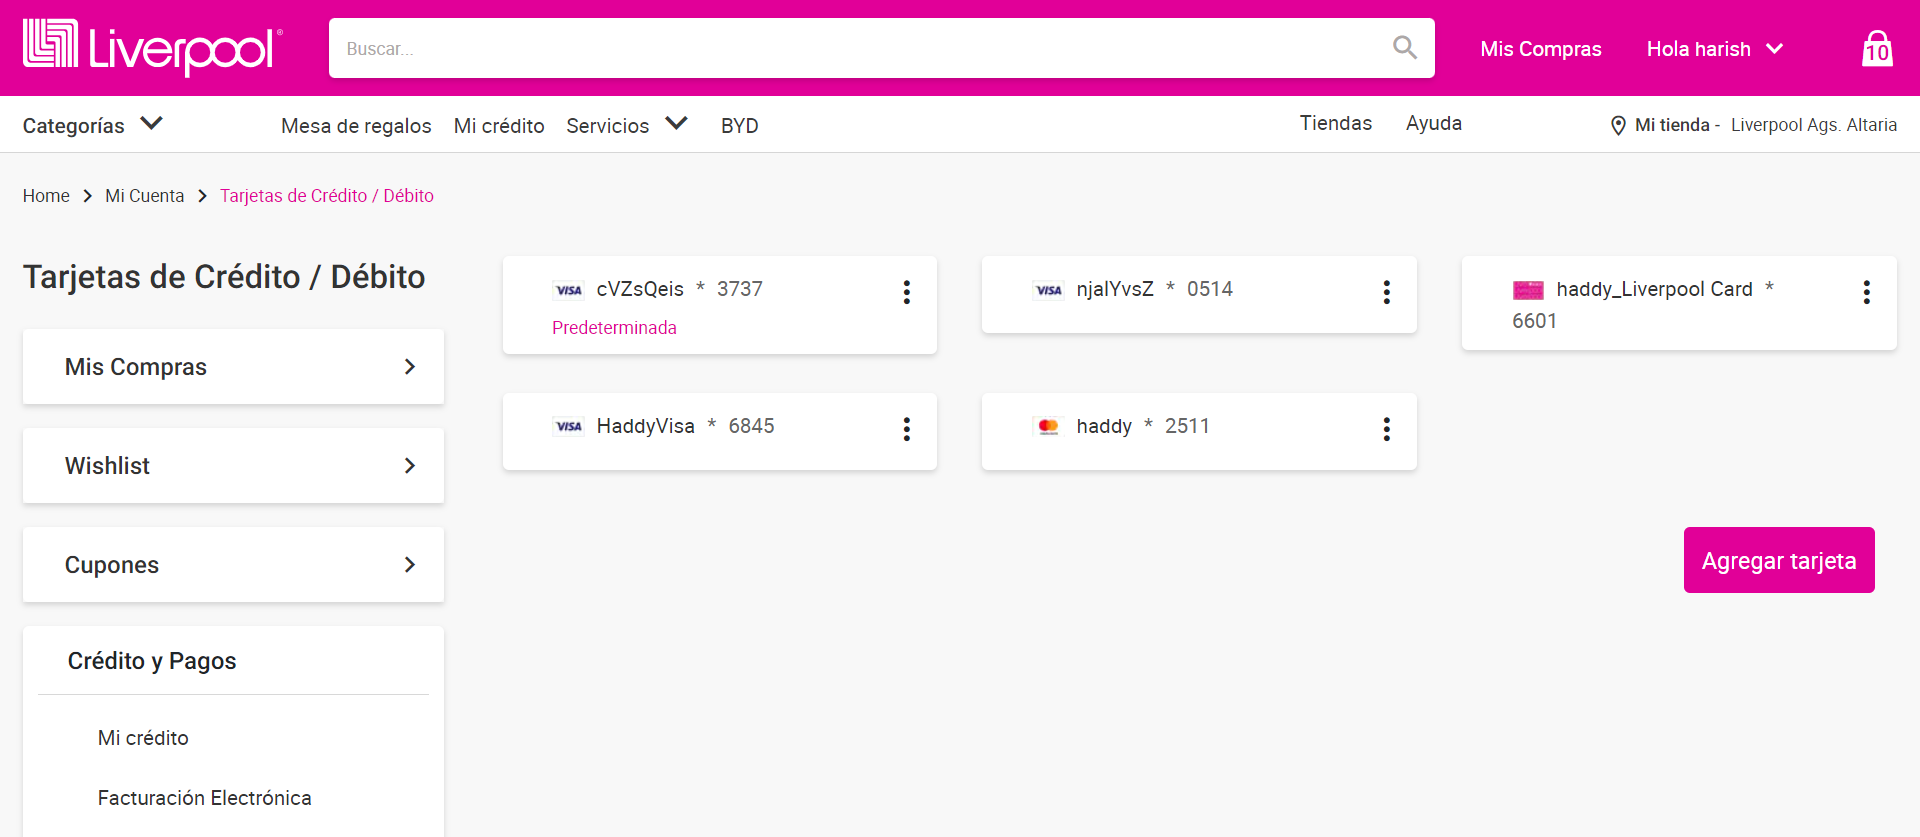 Liverpool®
Buscar...
Mis Compras
Hola harish
10
Categorías
Mesa de regalos
Mi crédito
Servicios
BYD
Tiendas
Ayuda
Mi tienda - Liverpool Ags. Altaria
Home > Mi Cuenta > Tarjetas de Crédito / Débito
Tarjetas de Crédito / Débito
Mis Compras
Wishlist
Cupones
Crédito y Pagos
Mi crédito
Facturación Electrónica
VISA cVZsQeis * 3737
Predeterminada
VISA njalYvsZ * 0514
haddy_Liverpool Card *
6601
VISA HaddyVisa * 6845
haddy * 2511
Agregar tarjeta